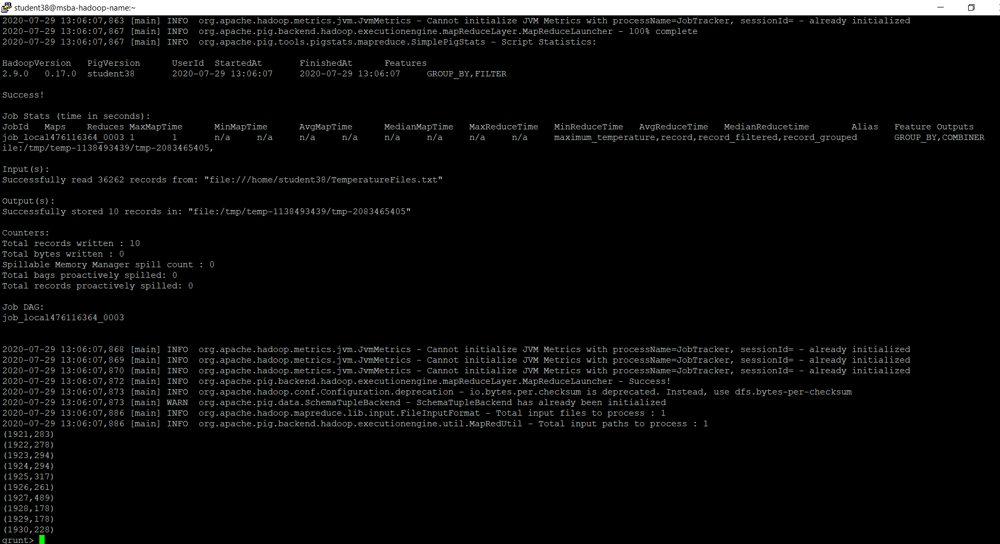 student38@msba-hadoop-name:~
2020-07-29 13:06:07,863 [main] INFO  org.apache.hadoop.metrics.jvm.JvmMetrics - Cannot initialize JVM Metrics with processName=JobTracker, sessionId= - already initialized
2020-07-29 13:06:07,867 [main] INFO  org.apache.pig.backend.hadoop.executionengine.mapReduceLayer.MapReduceLauncher - 100% complete
2020-07-29 13:06:07,867 [main] INFO  org.apache.pig.tools.pigstats.mapreduce.SimplePigStats - Script Statistics:
HadoopVersion   PigVersion      UserId  StartedAt       FinishedAt      Features
2.9.0   0.17.0  student38       2020-07-29 13:06:07     2020-07-29 13:06:07     GROUP_BY,FILTER
Success!
Job Stats (time in seconds):
JobId   Maps    Reduces MaxMapTime      MinMapTime      AvgMapTime      MedianMapTime   MaxReduceTime   MinReduceTime   AvgReduceTime   MedianReducetime        Alias   Feature Outputs
job_local476116364_0003 1       1       n/a     n/a     n/a     n/a     n/a     n/a     n/a     n/a     maximum_temperature,record,record_filtered,record_grouped       GROUP_BY,COMBINER
ile:/tmp/temp-1138493439/tmp-2083465405,
Input(s):
Successfully read 36262 records from: "file:///home/student38/TemperatureFiles.txt"
Output(s):
Successfully stored 10 records in: "file:/tmp/temp-1138493439/tmp-2083465405"
Counters:
Total records written : 10
Total bytes written : 0
Spillable Memory Manager spill count : 0
Total bags proactively spilled: 0
Total records proactively spilled: 0
Job DAG:
job_local476116364_0003
2020-07-29 13:06:07,868 [main] INFO  org.apache.hadoop.metrics.jvm.JvmMetrics - Cannot initialize JVM Metrics with processName=JobTracker, sessionId= - already initialized
2020-07-29 13:06:07,869 [main] INFO  org.apache.hadoop.metrics.jvm.JvmMetrics - Cannot initialize JVM Metrics with processName=JobTracker, sessionId= - already initialized
2020-07-29 13:06:07,870 [main] INFO  org.apache.hadoop.metrics.jvm.JvmMetrics - Cannot initialize JVM Metrics with processName=JobTracker, sessionId= - already initialized
2020-07-29 13:06:07,872 [main] INFO  org.apache.pig.backend.hadoop.executionengine.mapReduceLayer.MapReduceLauncher - Success!
2020-07-29 13:06:07,873 [main] INFO  org.apache.hadoop.conf.Configuration.deprecation - io.bytes.per.checksum is deprecated. Instead, use dfs.bytes-per-checksum
2020-07-29 13:06:07,873 [main] WARN  org.apache.pig.data.SchemaTupleBackend - SchemaTupleBackend has already been initialized
2020-07-29 13:06:07,886 [main] INFO  org.apache.hadoop.mapreduce.lib.input.FileInputFormat - Total input files to process : 1
2020-07-29 13:06:07,886 [main] INFO  org.apache.pig.backend.hadoop.executionengine.util.MapRedUtil - Total input paths to process : 1
(1921,283)
(1922,278)
(1923,294)
(1924,294)
(1925,317)
(1926,261)
(1927,489)
(1928,178)
(1929,178)
(1930,228)
grunt>